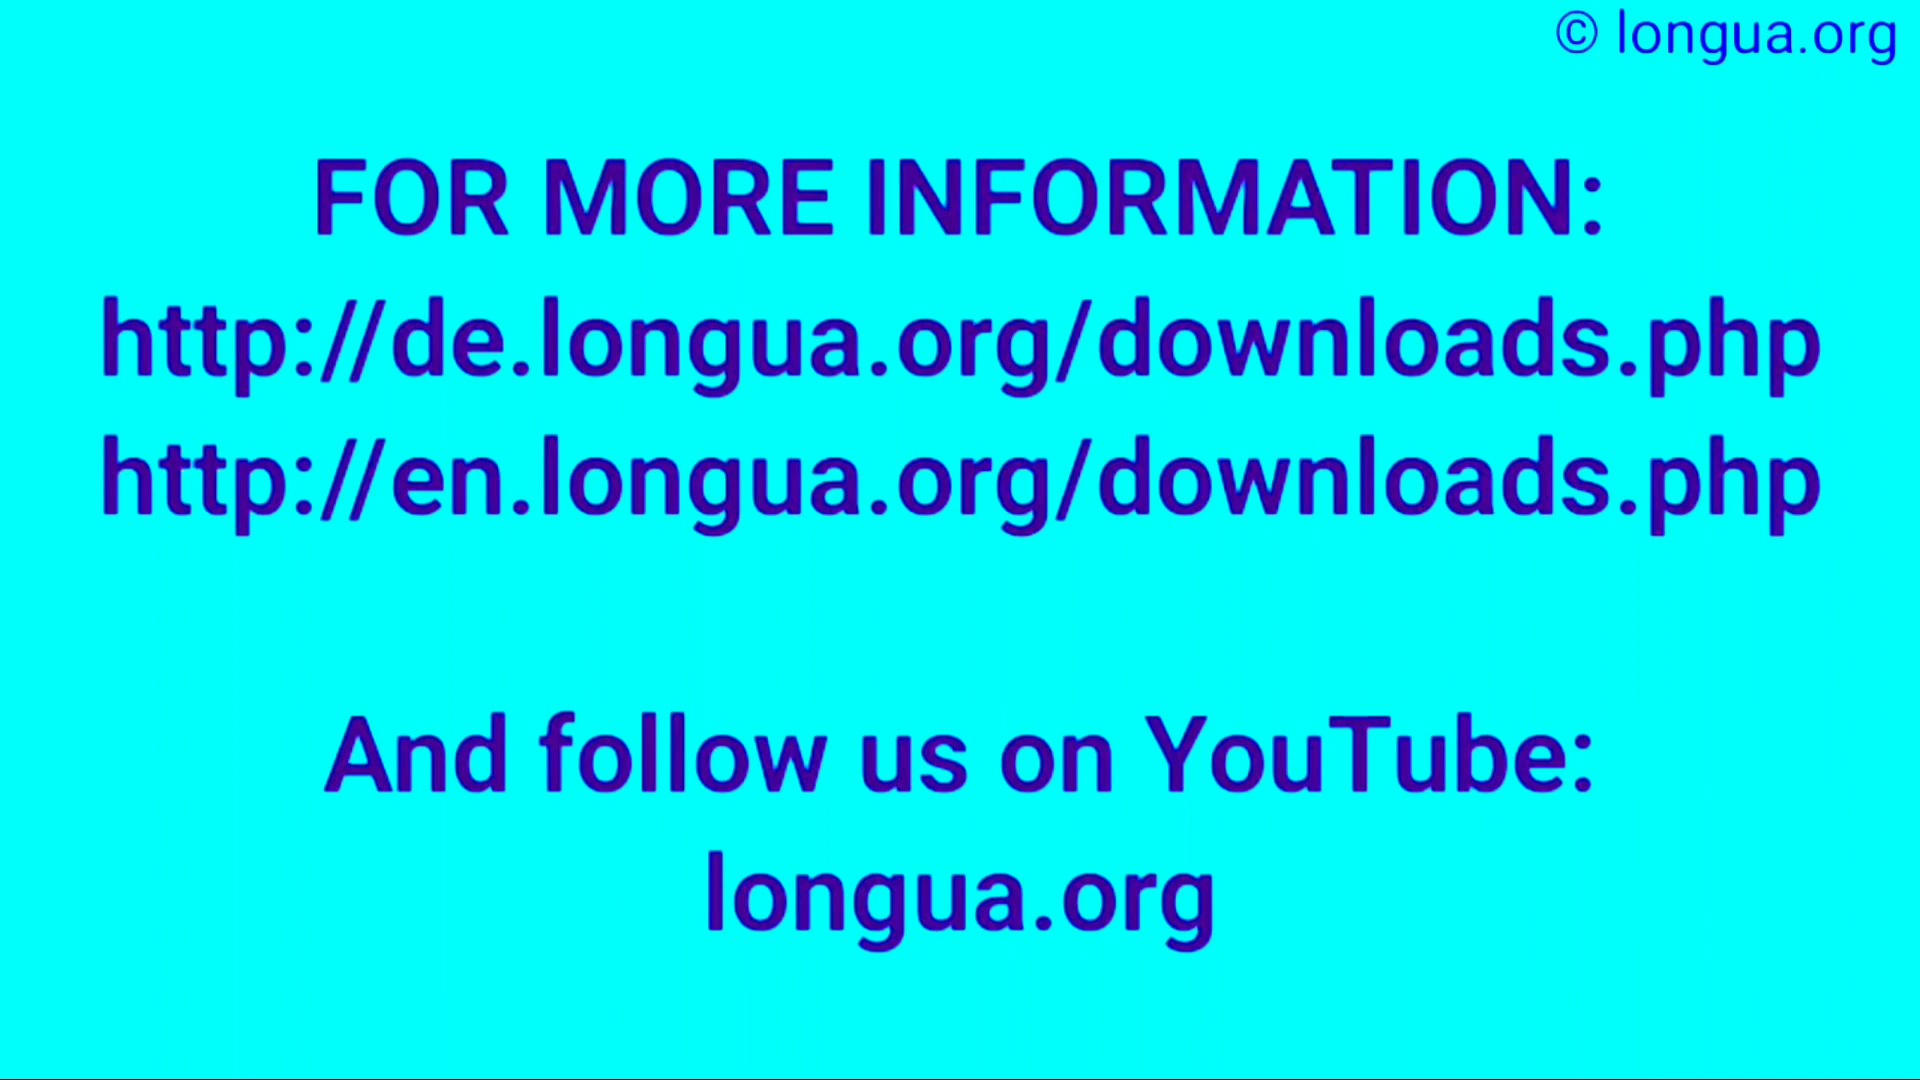 © longua.org
FOR MORE INFORMATION:
http://de.longua.org/downloads.php
http://en.longua.org/downloads.php
And follow us on YouTube:
longua.org